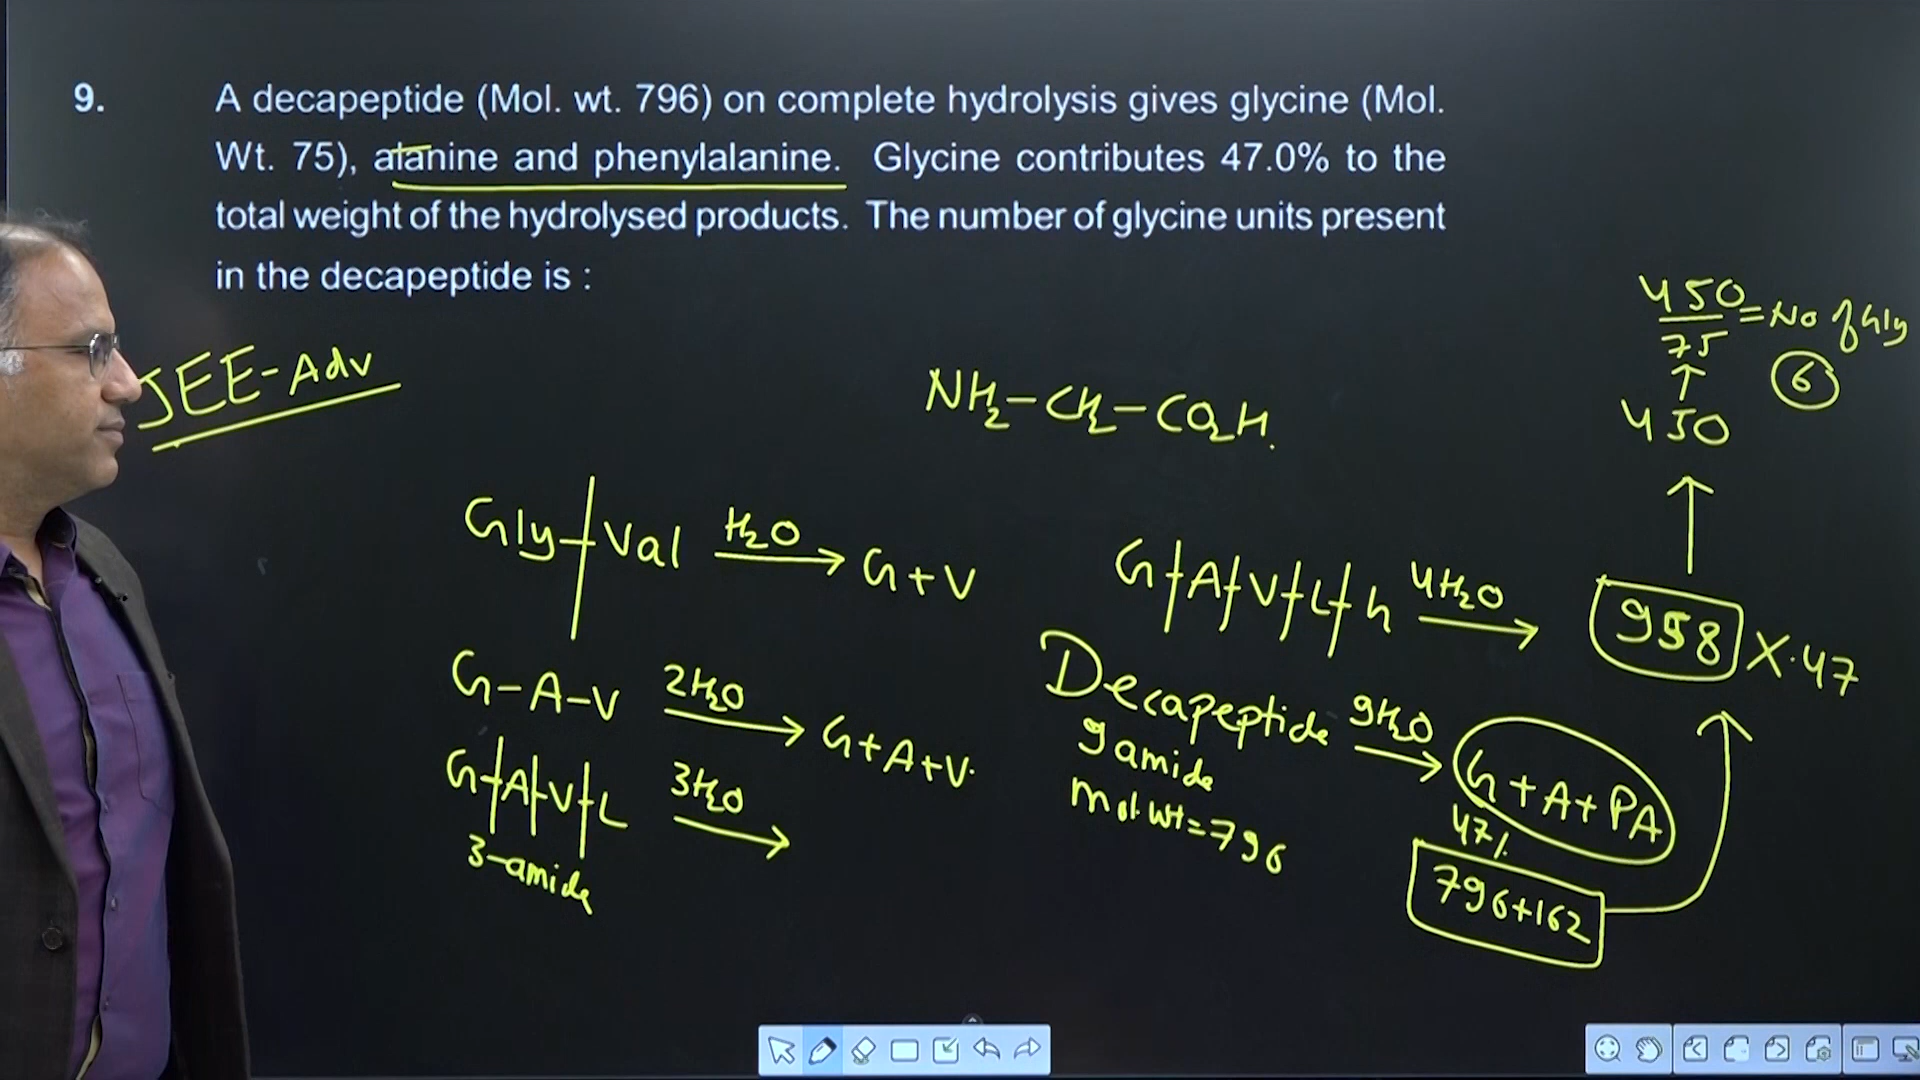 9. A decapeptide (Mol. wt. 796) on complete hydrolysis gives glycine (Mol.
Wt. 75), alanine and phenylalanine. Glycine contributes 47.0% to the
total weight of the hydrolysed products. The number of glycine units present
in the decapeptide is :
JEE-Adv
NH2-CH2-CO2H.
450/75 = No of Gly
6
450
Gly-Val H2O → G+V
G-A-V-L-G 4H2O →
958 X .47
G-A-V 2H2O → G+A+V.
Decapeptide 9H2O → G+A+PA
9 amide
mol.wt=796
47%
796+162
G-A-V-L 3H2O →
3-amide